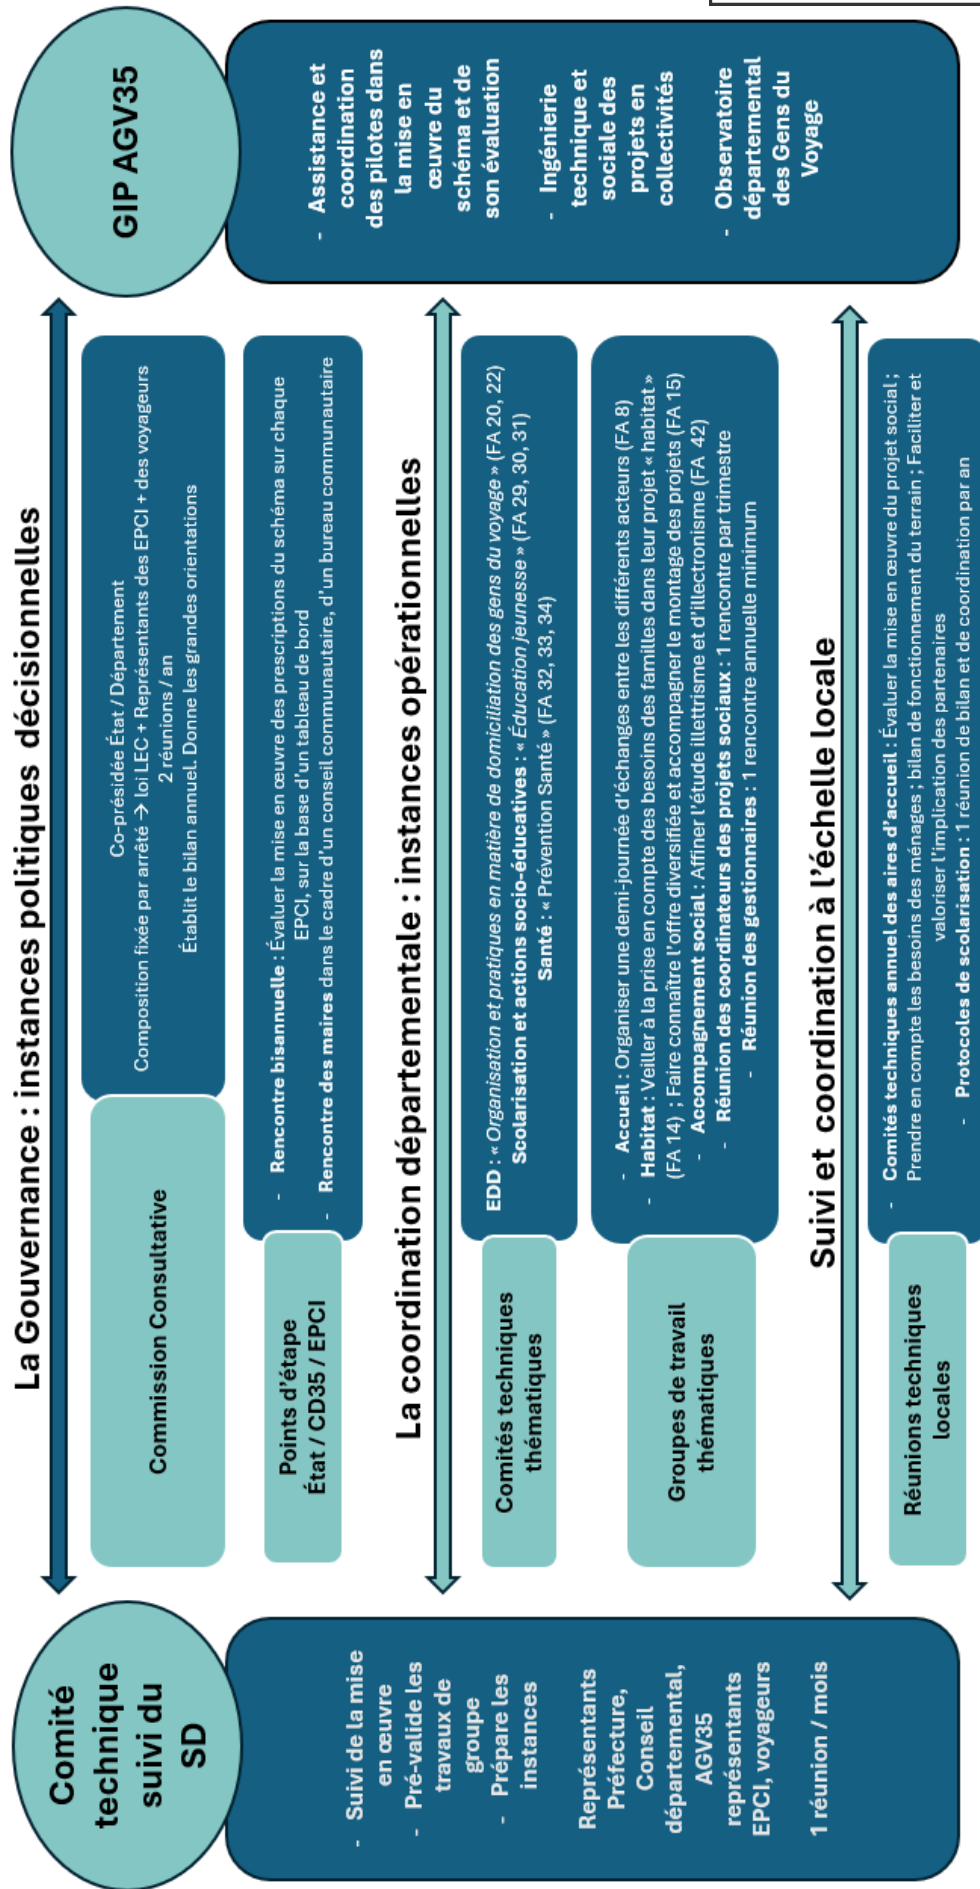 Comité
technique
suivi du
SD
- Suivi de la mise
en œuvre
- Pré-valide les
travaux de
groupe
- Prépare les
instances
Représentants
Préfecture,
Conseil
départemental,
AGV35
représentants
EPCI, voyageurs
1 réunion / mois
La Gouvernance : instances politiques décisionnelles
Commission Consultative
Co-présidée État / Département
Composition fixée par arrêté → loi LEC + Représentants des EPCI + des voyageurs
2 réunions / an
Établit le bilan annuel. Donne les grandes orientations
Points d'étape
État / CD35 / EPCI
- Rencontre bisannuelle : Évaluer la mise en œuvre des prescriptions du schéma sur chaque
EPCI, sur la base d'un tableau de bord
- Rencontre des maires dans le cadre d'un conseil communautaire, d'un bureau communautaire
La coordination départementale : instances opérationnelles
Comités techniques
thématiques
EDD : « Organisation et pratiques en matière de domiciliation des gens du voyage » (FA 20, 22)
Scolarisation et actions socio-éducatives : « Éducation jeunesse » (FA 29, 30, 31)
Santé : « Prévention Santé » (FA 32, 33, 34)
Groupes de travail
thématiques
- Accueil : Organiser une demi-journée d'échanges entre les différents acteurs (FA 8)
- Habitat : Veiller à la prise en compte des besoins des familles dans leur projet « habitat »
(FA 14) ; Faire connaître l'offre diversifiée et accompagner le montage des projets (FA 15)
- Accompagnement social : Affiner l'étude illettrisme et d'illectronisme (FA 42)
- Réunion des coordinateurs des projets sociaux : 1 rencontre par trimestre
- Réunion des gestionnaires : 1 rencontre annuelle minimum
Suivi et coordination à l'échelle locale
Réunions techniques
locales
- Comités techniques annuel des aires d'accueil : Évaluer la mise en œuvre du projet social ;
Prendre en compte les besoins des ménages ; bilan de fonctionnement du terrain ; Faciliter et
valoriser l'implication des partenaires
- Protocoles de scolarisation : 1 réunion de bilan et de coordination par an
GIP AGV35
- Assistance et
coordination
des pilotes dans
la mise en
œuvre du
schéma et de
son évaluation
- Ingénierie
technique et
sociale des
projets en
collectivités
- Observatoire
départemental
des Gens du
Voyage